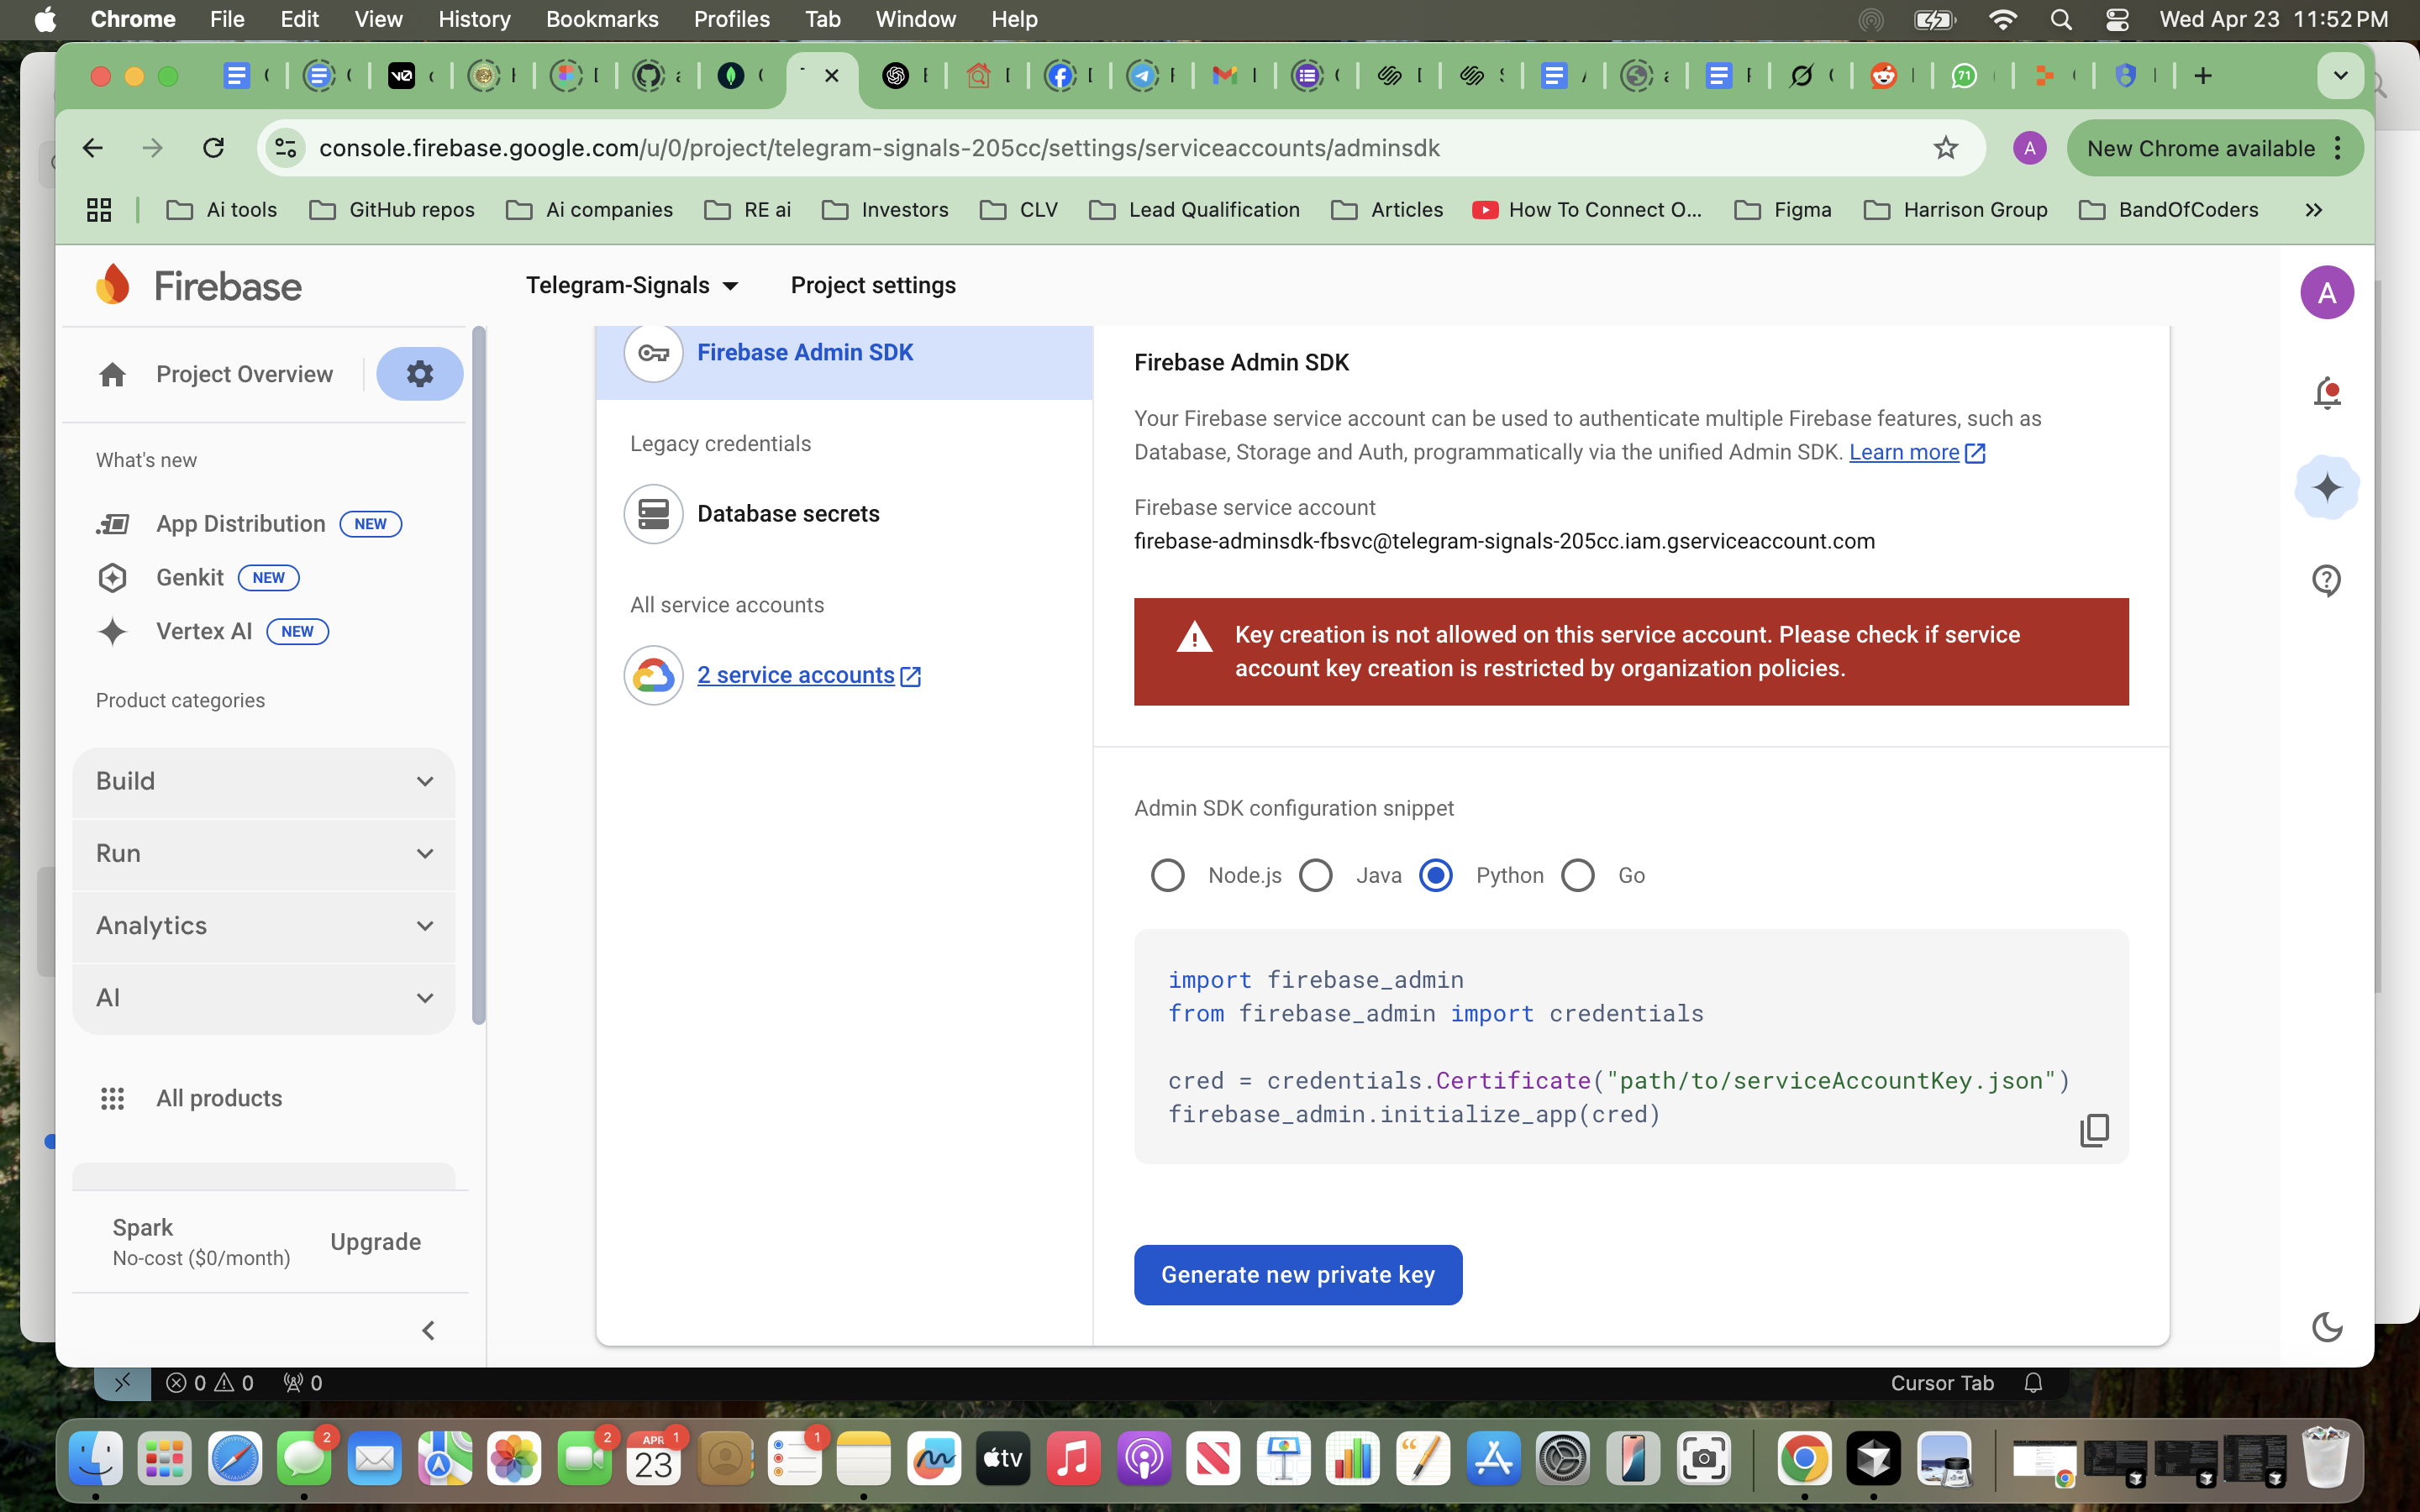 Chrome File Edit View History Bookmarks Profiles Tab Window Help Wed Apr 23 11:52 PM
71
console.firebase.google.com/u/0/project/telegram-signals-205cc/settings/serviceaccounts/adminsdk
A
New Chrome available
Ai tools GitHub repos Ai companies RE ai Investors CLV Lead Qualification Articles How To Connect O... Figma Harrison Group BandOfCoders
Firebase
Telegram-Signals Project settings
A
Project Overview
What's new
App Distribution NEW
Genkit NEW
Vertex AI NEW
Product categories
Build
Run
Analytics
AI
All products
Spark
No-cost ($0/month)
Upgrade
Firebase Admin SDK
Legacy credentials
Database secrets
All service accounts
2 service accounts
Firebase Admin SDK
Your Firebase service account can be used to authenticate multiple Firebase features, such as
Database, Storage and Auth, programmatically via the unified Admin SDK. Learn more
Firebase service account
firebase-adminsdk-fbsvc@telegram-signals-205cc.iam.gserviceaccount.com
Key creation is not allowed on this service account. Please check if service
account key creation is restricted by organization policies.
Admin SDK configuration snippet
Node.js Java Python Go
import firebase_admin
from firebase_admin import credentials
cred = credentials.Certificate("path/to/serviceAccountKey.json")
firebase_admin.initialize_app(cred)
Generate new private key
0 0 0
Cursor Tab
2
2
APR 1
23
1
tv